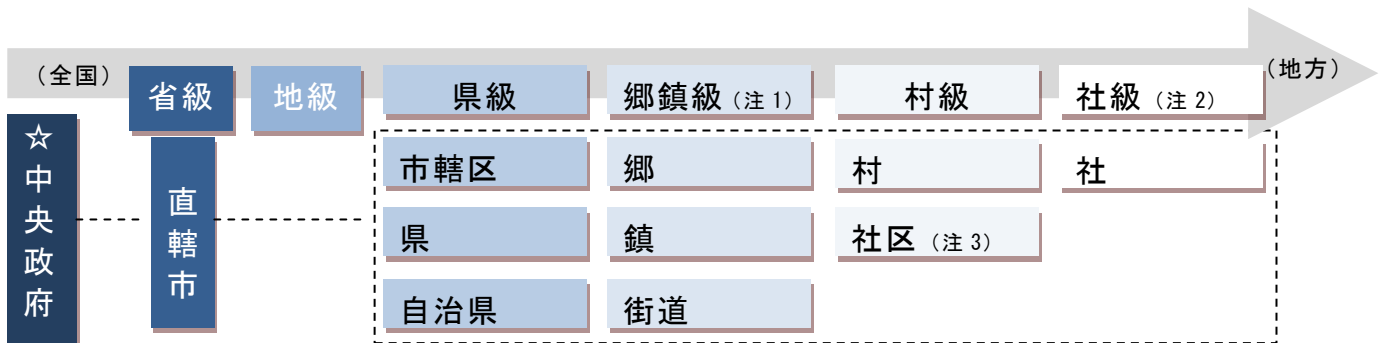 （全国）
省級
地級
県級
郷鎮級（注 1）
村級
社級（注 2）
（地方）
☆中央政府
直轄市
市轄区
郷
村
社
県
鎮
社区（注 3）
自治県
街道